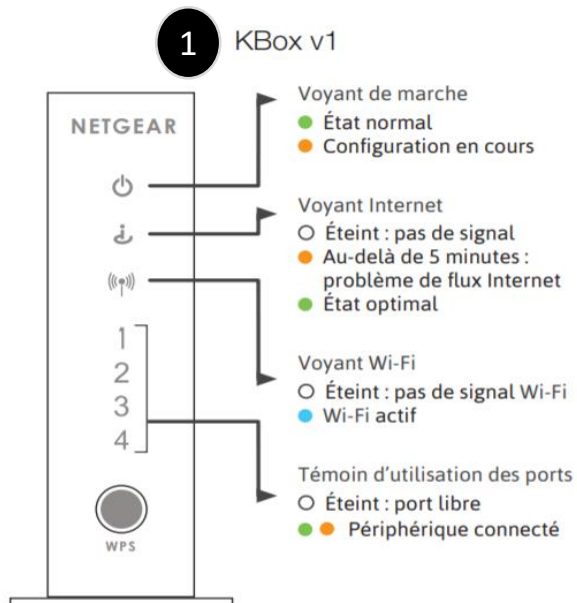 1 KBox v1
NETGEAR
1
2
3
4
WPS
Voyant de marche
État normal
Configuration en cours
Voyant Internet
Éteint : pas de signal
Au-delà de 5 minutes :
problème de flux Internet
État optimal
Voyant Wi-Fi
Éteint : pas de signal Wi-Fi
Wi-Fi actif
Témoin d'utilisation des ports
Éteint : port libre
Périphérique connecté